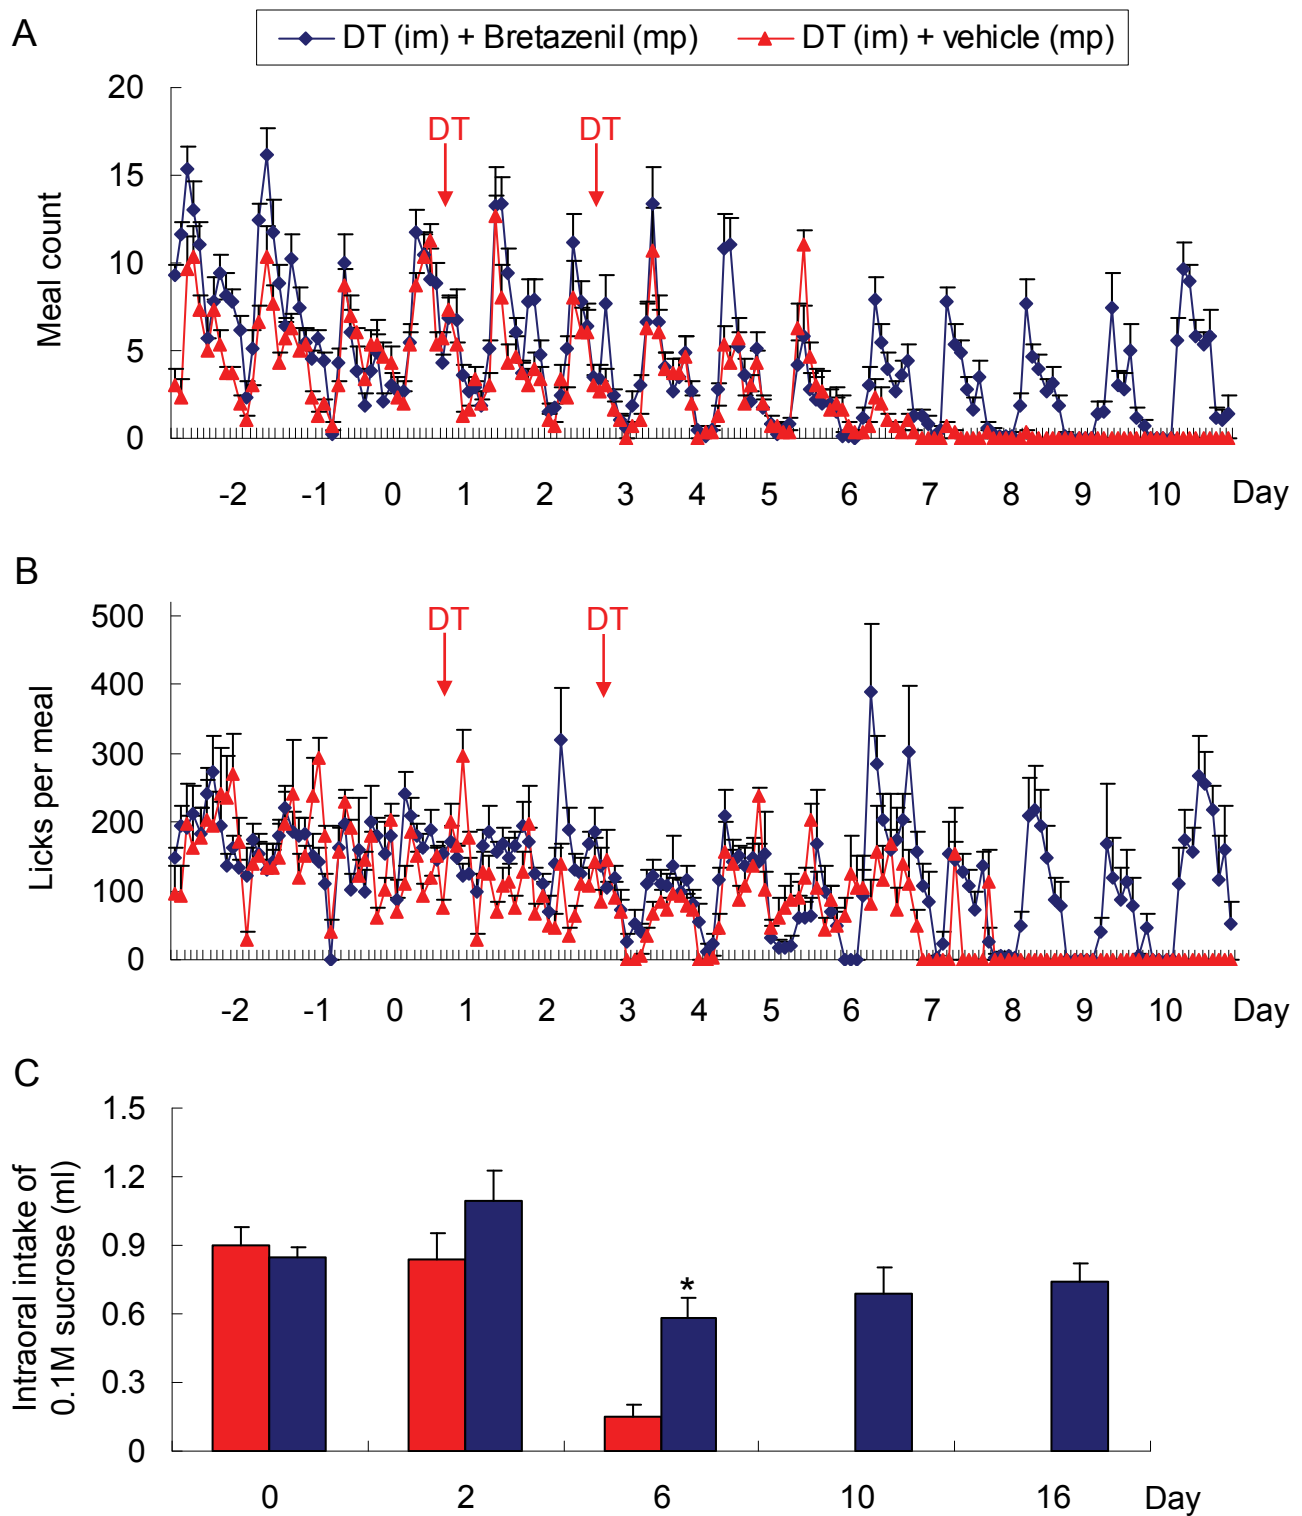 A
DT (im) + Bretazenil (mp) DT (im) + vehicle (mp)
20
15
10
5
0
Meal count
DT DT
-2 -1 0 1 2 3 4 5 6 7 8 9 10 Day
B
500
400
300
200
100
0
Licks per meal
DT DT
-2 -1 0 1 2 3 4 5 6 7 8 9 10 Day
C
1.5
1.2
0.9
0.6
0.3
0
Intraoral intake of
0.1M sucrose (ml)
*
0 2 6 10 16 Day